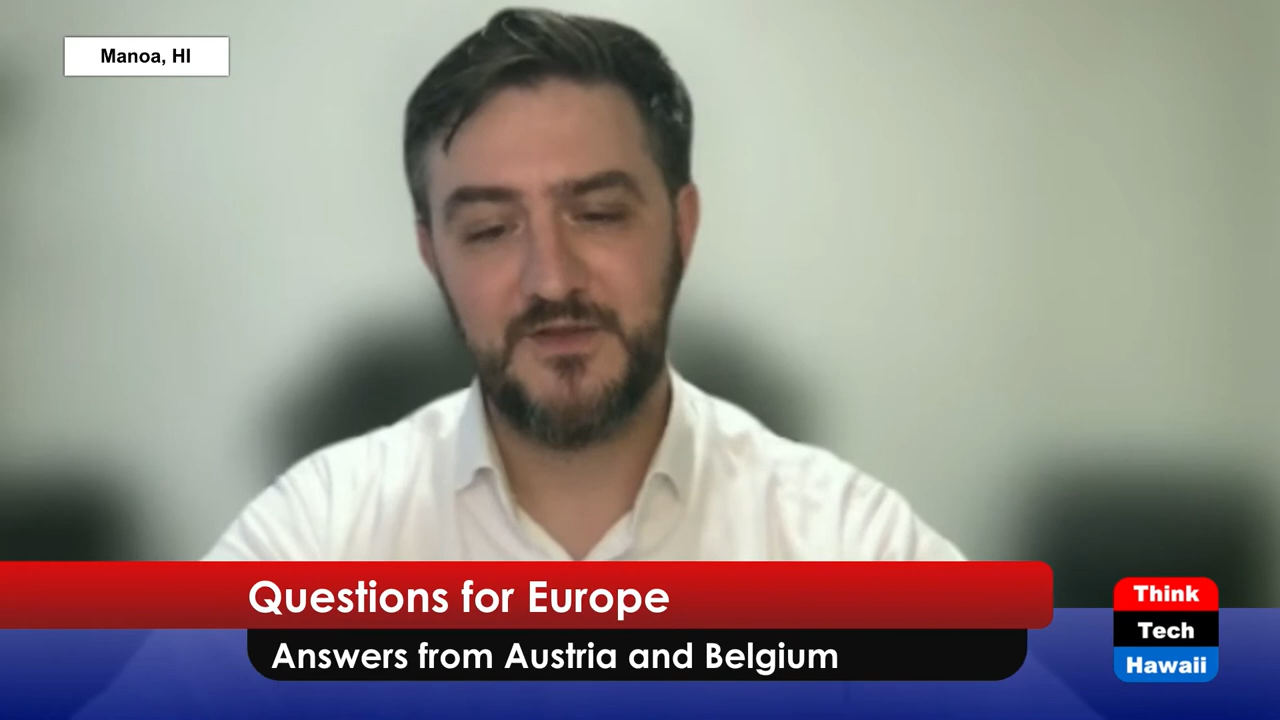 Manoa, HI
Questions for Europe
Answers from Austria and Belgium
Think
Tech
Hawaii